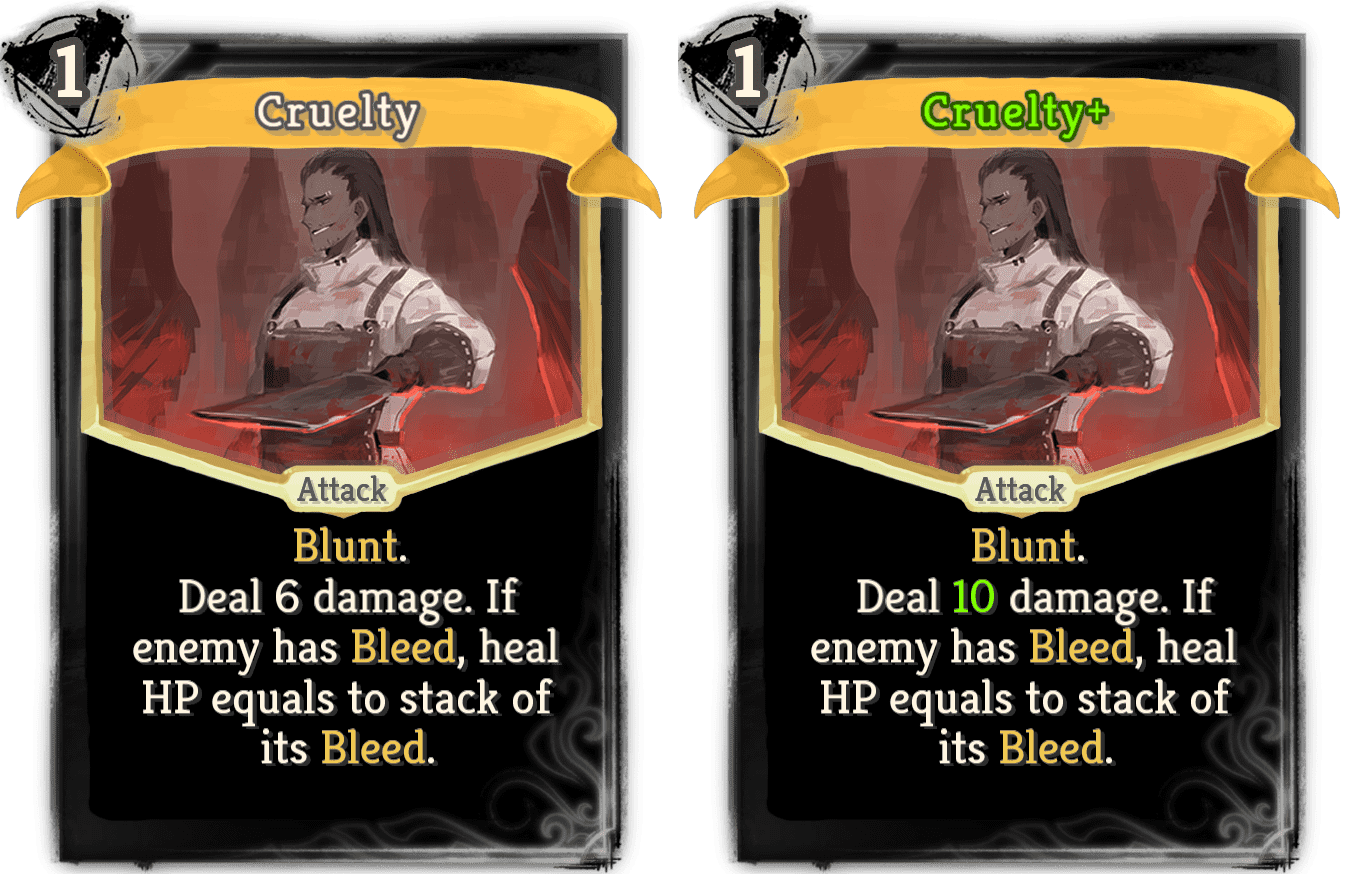 1
Cruelty
Attack
Blunt.
Deal 6 damage. If
enemy has Bleed, heal
HP equals to stack of
its Bleed.
1
Cruelty+
Attack
Blunt.
Deal 10 damage. If
enemy has Bleed, heal
HP equals to stack of
its Bleed.